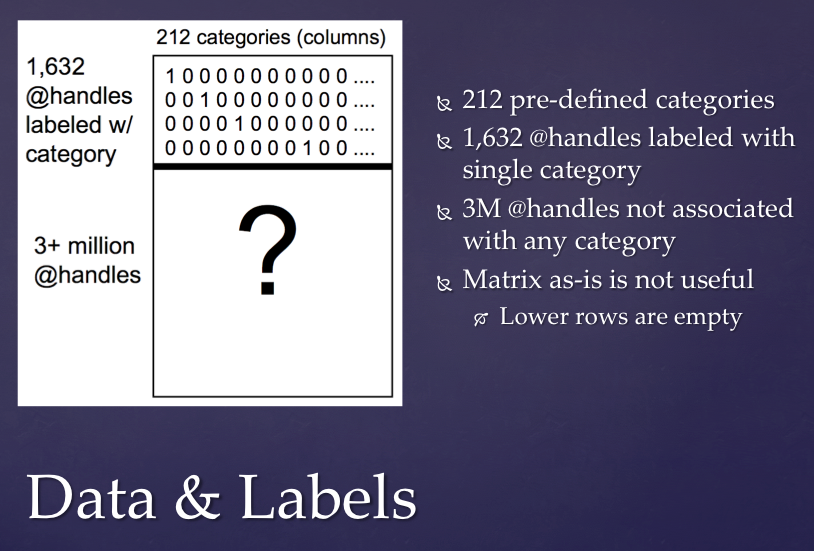 212 categories (columns)
1,632
@handles
labeled w/
category
1 0 0 0 0 0 0 0 0 0 0 ....
0 0 1 0 0 0 0 0 0 0 0 ....
0 0 0 0 1 0 0 0 0 0 0 ....
0 0 0 0 0 0 0 0 1 0 0 ....
3+ million
@handles
?
212 pre-defined categories
1,632 @handles labeled with
single category
3M @handles not associated
with any category
Matrix as-is is not useful
Lower rows are empty
Data & Labels